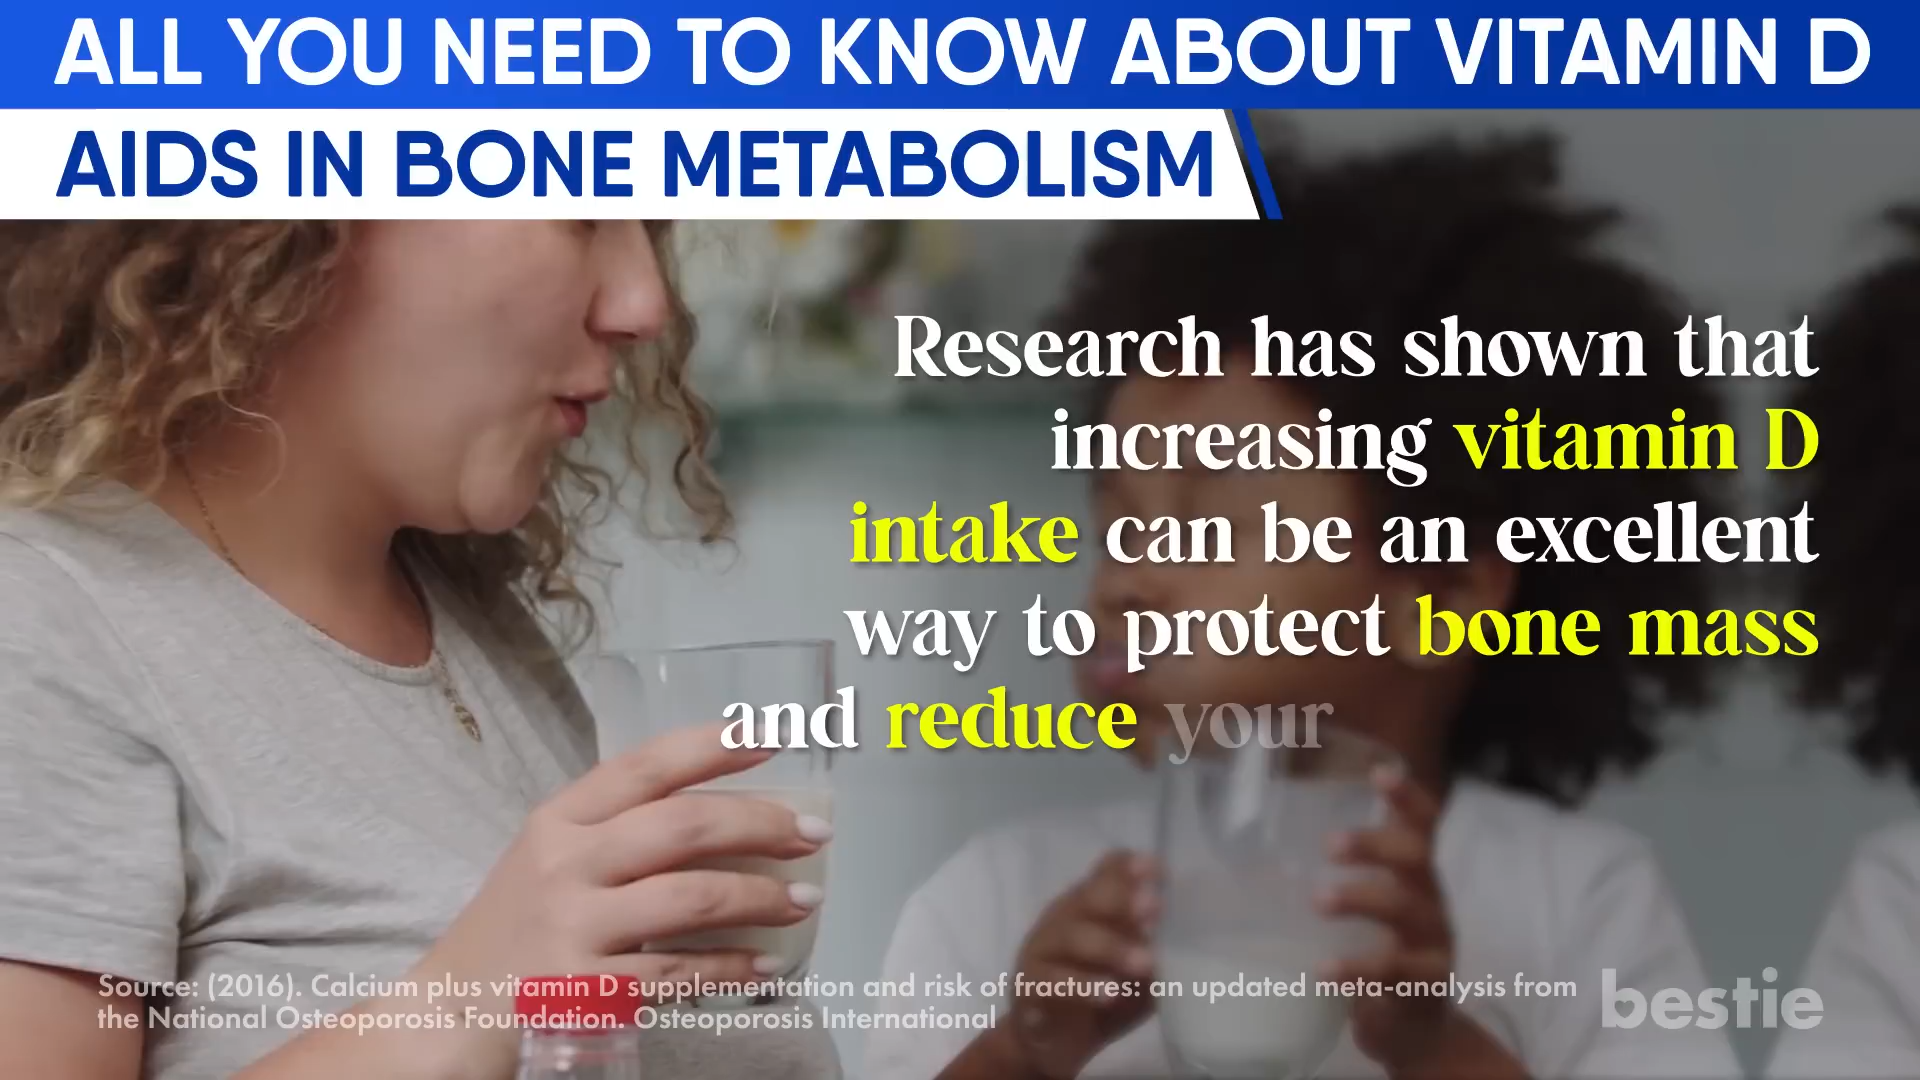 ALL YOU NEED TO KNOW ABOUT VITAMIN D
AIDS IN BONE METABOLISM
Research has shown that
increasing vitamin D
intake can be an excellent
way to protect bone mass
and reduce your
Source: (2016). Calcium plus vitamin D supplementation and risk of fractures: an updated meta-analysis from
the National Osteoporosis Foundation. Osteoporosis International
bestie